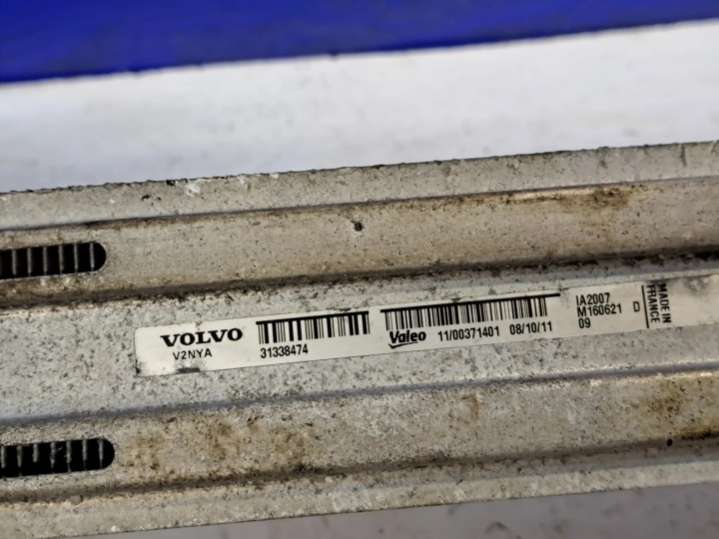 VOLVO
V2NYA
31338474
Valeo 11/00371401 08/10/11
IA2007
M160621 D
09
MADE IN
FRANCE